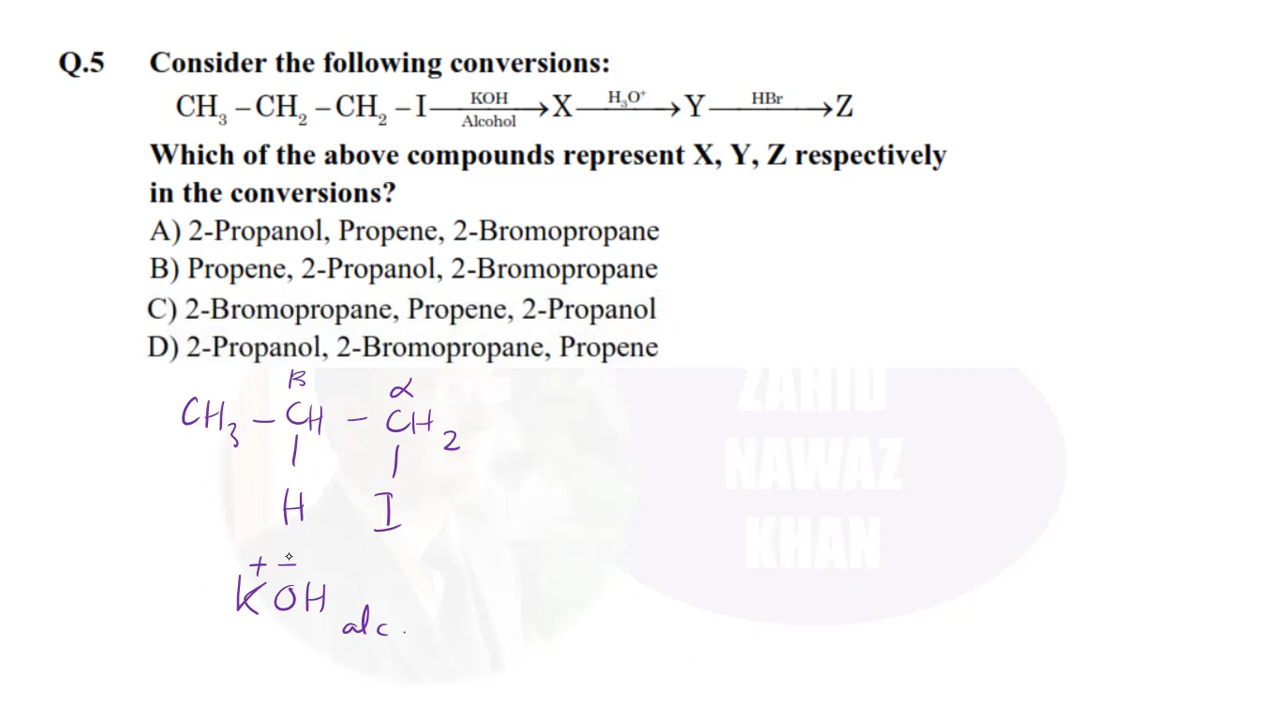 Q.5 Consider the following conversions:
CH₃ – CH₂ – CH₂ – I —KOH/Alcohol→ X —H₃O⁺→ Y —HBr→ Z
Which of the above compounds represent X, Y, Z respectively
in the conversions?
A) 2-Propanol, Propene, 2-Bromopropane
B) Propene, 2-Propanol, 2-Bromopropane
C) 2-Bromopropane, Propene, 2-Propanol
D) 2-Propanol, 2-Bromopropane, Propene
β α
CH₃ – CH – CH₂
| |
H I
+ –
KOH alc.
ZAHID
NAWAZ
KHAN